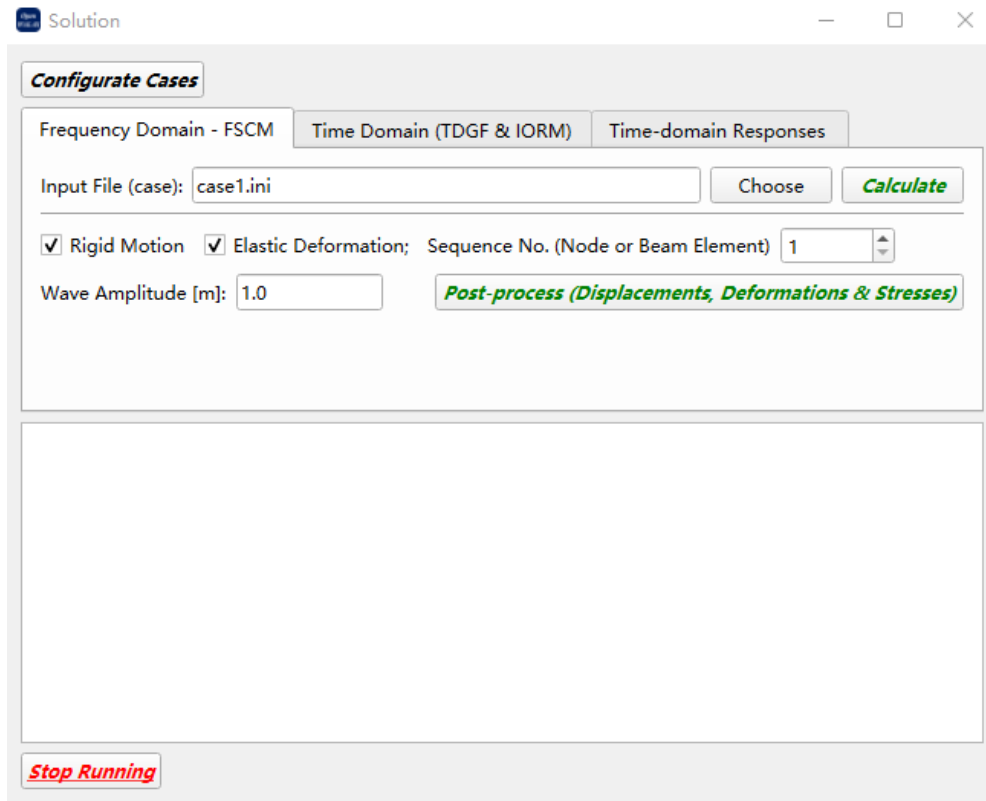 Solution
Configurate Cases
Frequency Domain - FSCM Time Domain (TDGF & IORM) Time-domain Responses
Input File (case): case1.ini Choose Calculate
Rigid Motion Elastic Deformation; Sequence No. (Node or Beam Element) 1
Wave Amplitude [m]: 1.0 Post-process (Displacements, Deformations & Stresses)
Stop Running